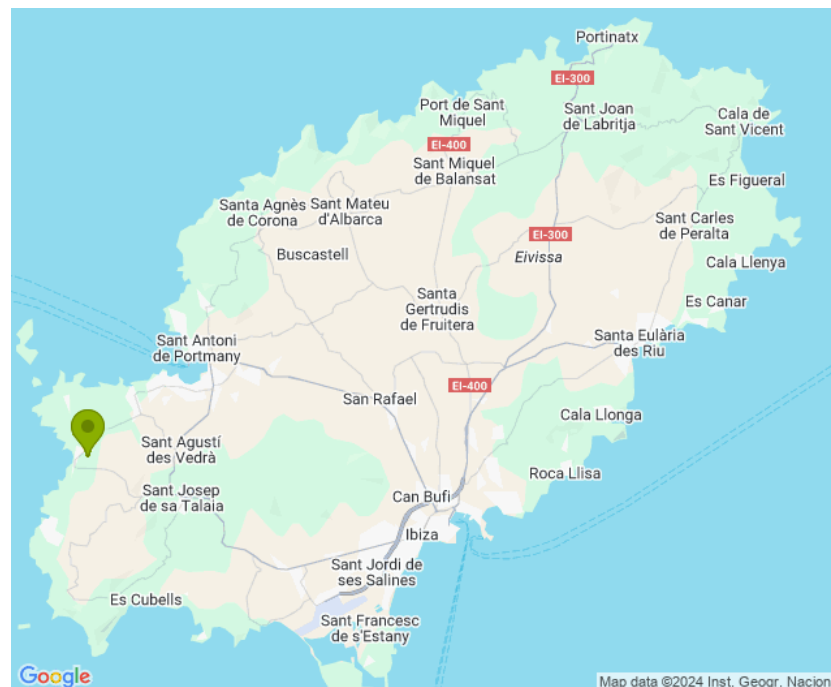 Portinatx
EI-300
Port de Sant
Miquel
Sant Joan
de Labritja
Cala de
Sant Vicent
EI-400
Sant Miquel
de Balansat
Es Figueral
Santa Agnès
de Corona
Sant Mateu
d'Albarca
Sant Carles
de Peralta
EI-300
Buscastell
Eivissa
Cala Llenya
Santa
Gertrudis
de Fruitera
Es Canar
Sant Antoni
de Portmany
Santa Eulària
des Riu
EI-400
San Rafael
Cala Llonga
Sant Agustí
des Vedrà
Roca Llisa
Sant Josep
de sa Talaia
Can Bufi
Ibiza
Sant Jordi de
ses Salines
Es Cubells
Sant Francesc
de s'Estany
Google
Map data ©2024 Inst. Geogr. Nacion